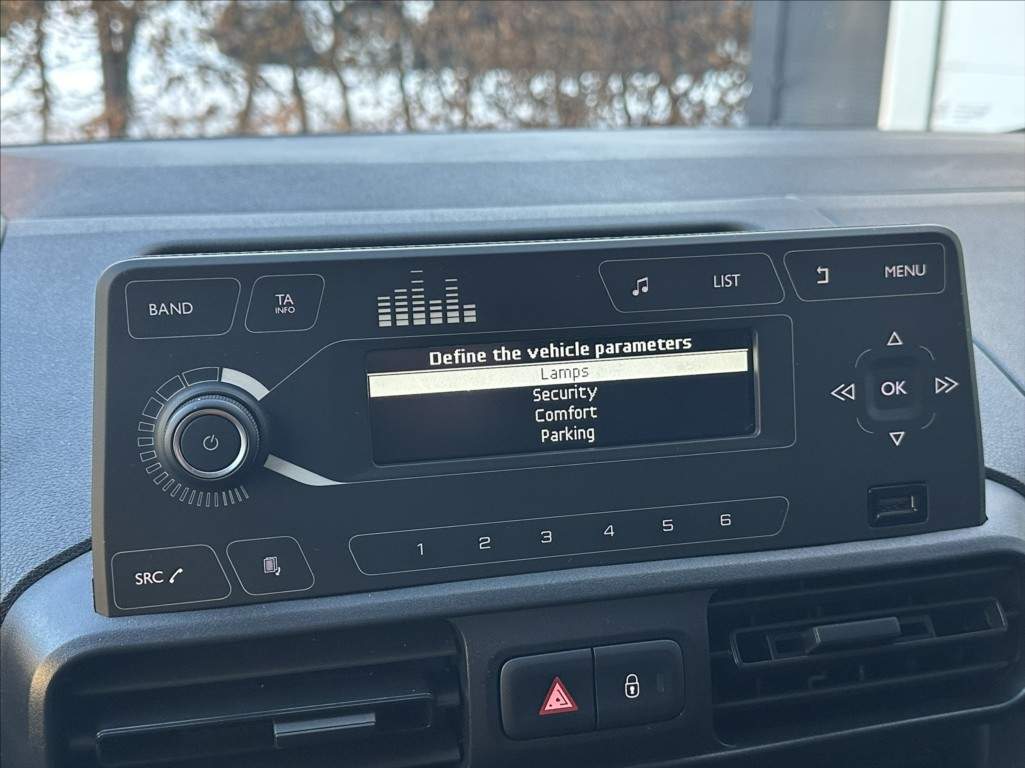 BAND
TA
INFO
LIST
MENU
Define the vehicle parameters
Lamps
Security
Comfort
Parking
OK
1 2 3 4 5 6
SRC